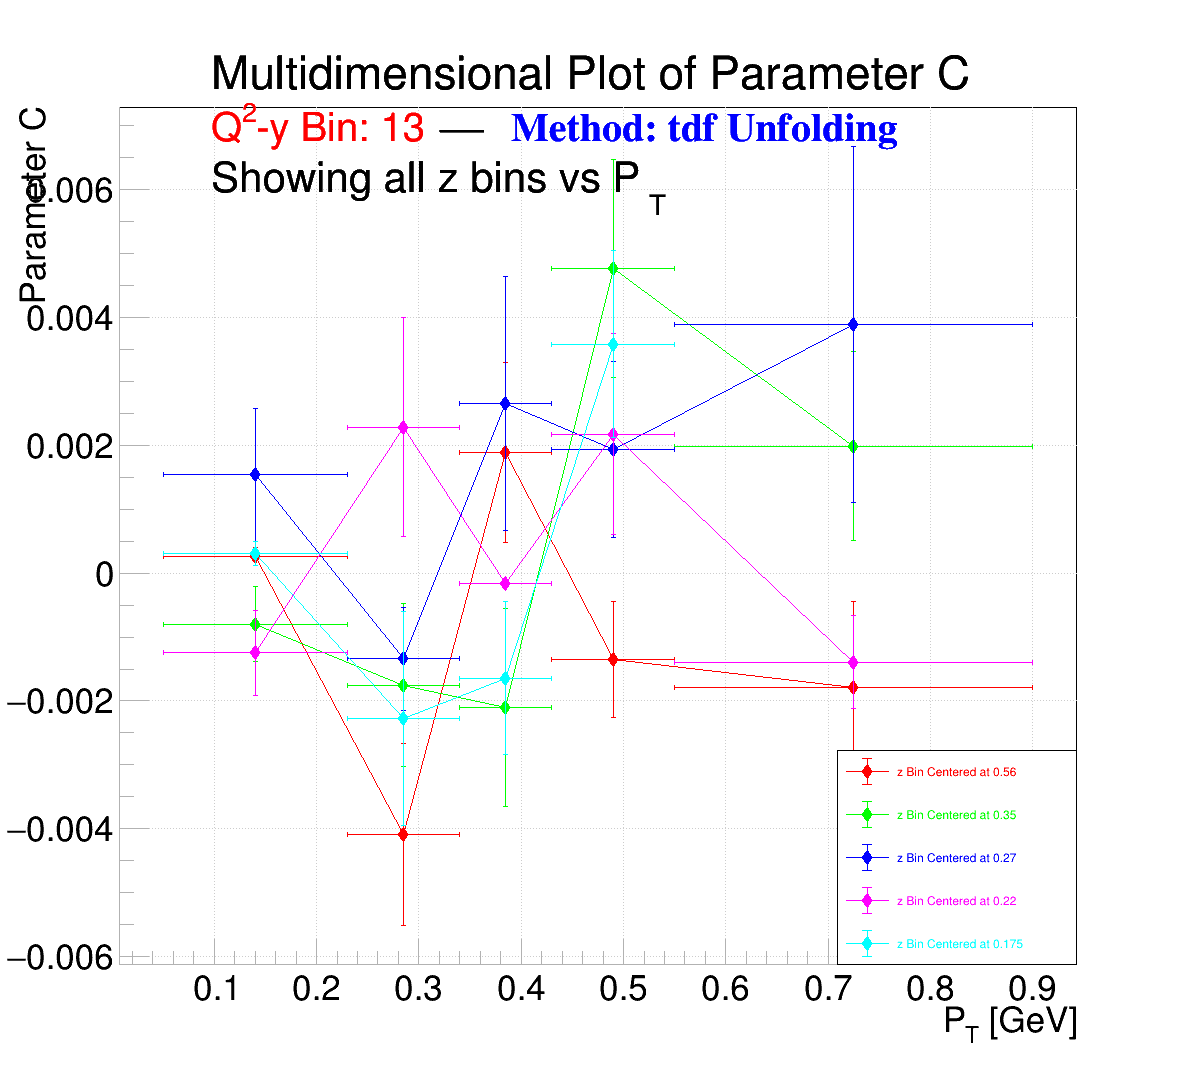 Multidimensional Plot of Parameter C
Q²-y Bin: 13 — Method: tdf Unfolding
Showing all z bins vs P_T
Parameter C
0.006
0.004
0.002
0
−0.002
−0.004
−0.006
0.1 0.2 0.3 0.4 0.5 0.6 0.7 0.8 0.9
P_T [GeV]
z Bin Centered at 0.56
z Bin Centered at 0.35
z Bin Centered at 0.27
z Bin Centered at 0.22
z Bin Centered at 0.175